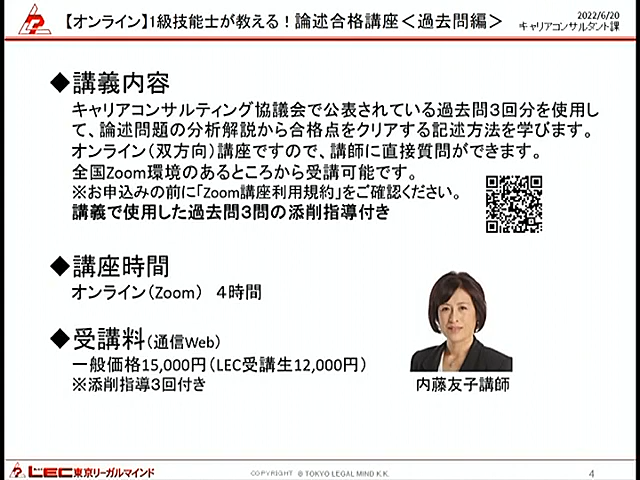 【オンライン】1級技能士が教える！論述合格講座＜過去問編＞
2022/6/20
キャリアコンサルタント課
◆講義内容
キャリアコンサルティング協議会で公表されている過去問３回分を使用し
て、論述問題の分析解説から合格点をクリアする記述方法を学びます。
オンライン（双方向）講座ですので、講師に直接質問ができます。
全国Zoom環境のあるところから受講可能です。
※お申込みの前に「Zoom講座利用規約」をご確認ください。
講義で使用した過去問３問の添削指導付き
◆講座時間
オンライン（Zoom）　４時間
◆受講料（通信Web）
一般価格15,000円（LEC受講生12,000円）
※添削指導３回付き
内藤友子講師
LEC東京リーガルマインド
COPYRIGHT © TOKYO LEGAL MIND K.K.
4